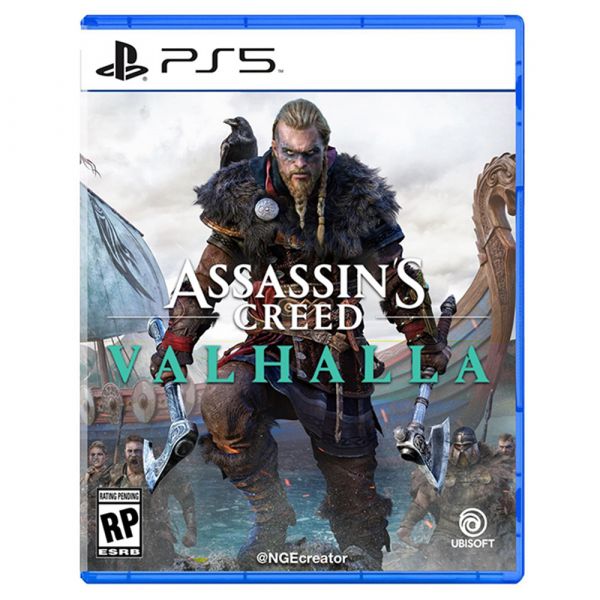 PS5
ASSASSIN'S
CREED
VALHALLA
RATING PENDING
RP
ESRB
UBISOFT
@NGEcreator